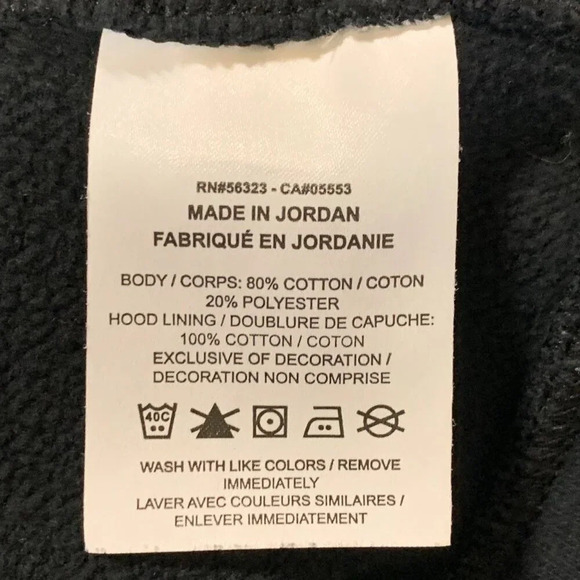 RN#56323 - CA#05553
MADE IN JORDAN
FABRIQUÉ EN JORDANIE
BODY / CORPS: 80% COTTON / COTON
20% POLYESTER
HOOD LINING / DOUBLURE DE CAPUCHE:
100% COTTON / COTON
EXCLUSIVE OF DECORATION /
DECORATION NON COMPRISE
40C
WASH WITH LIKE COLORS / REMOVE
IMMEDIATELY
LAVER AVEC COULEURS SIMILAIRES /
ENLEVER IMMEDIATEMENT